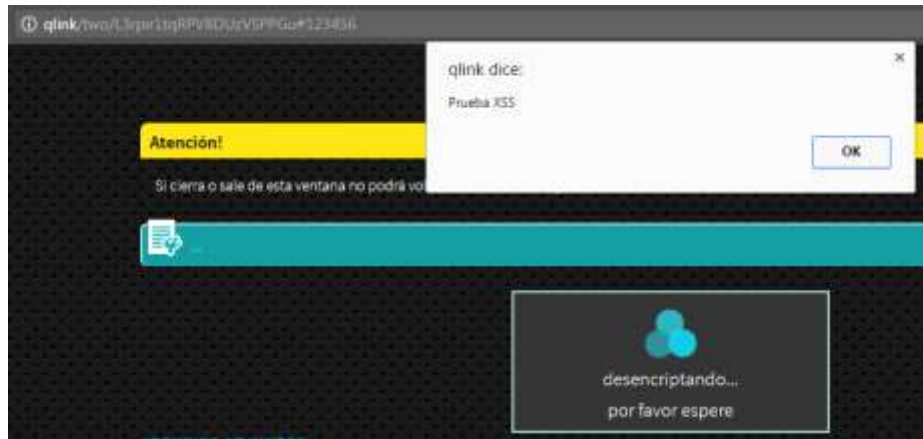 qlink/two/
qlink dice:
Prueba XSS
OK
Atención!
Si cierra o sale de esta ventana no podrá
...
desencriptando...
por favor espere